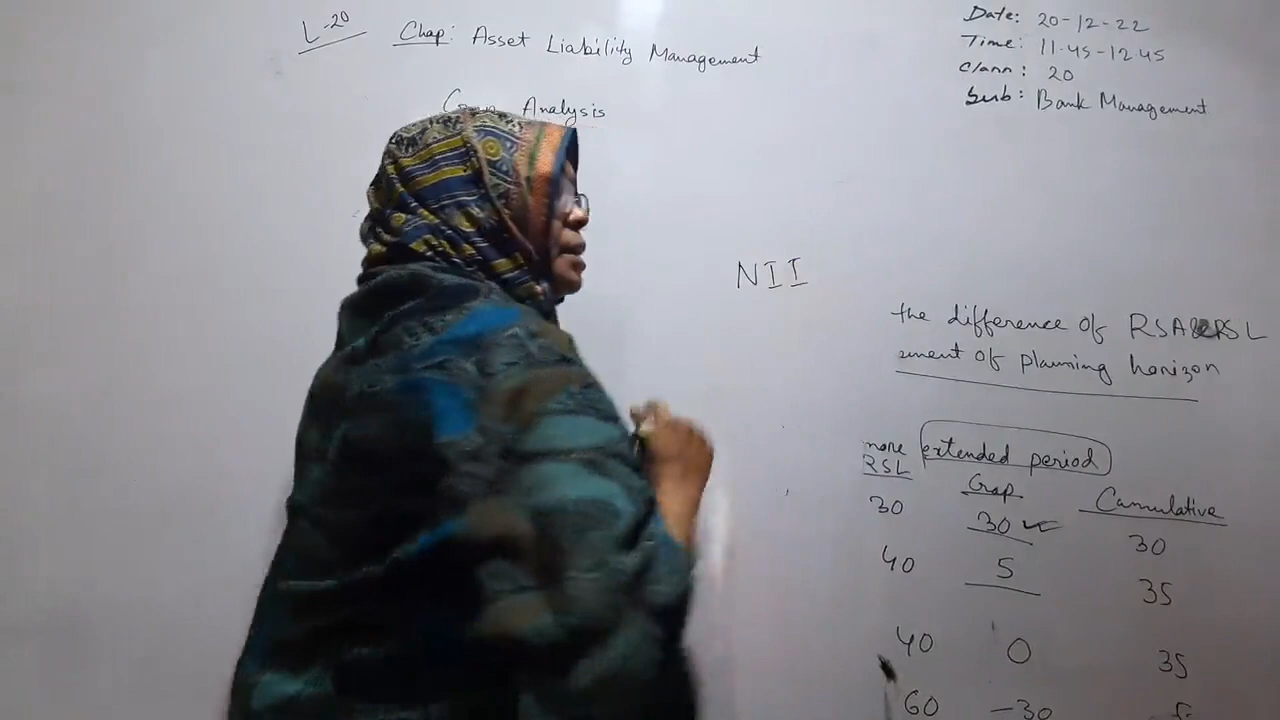 L-20
Chap: Asset Liability Management
Date: 20-12-22
Time: 11.45-12.45
Class: 20
Sub: Bank Management
Gap Analysis
NII
the difference of RSA & RSL
ment of planning horizon
more extended period
RSL Gap Cumulative
30 30 ✓ 30
40 5 35
40 0 35
60 -30 5